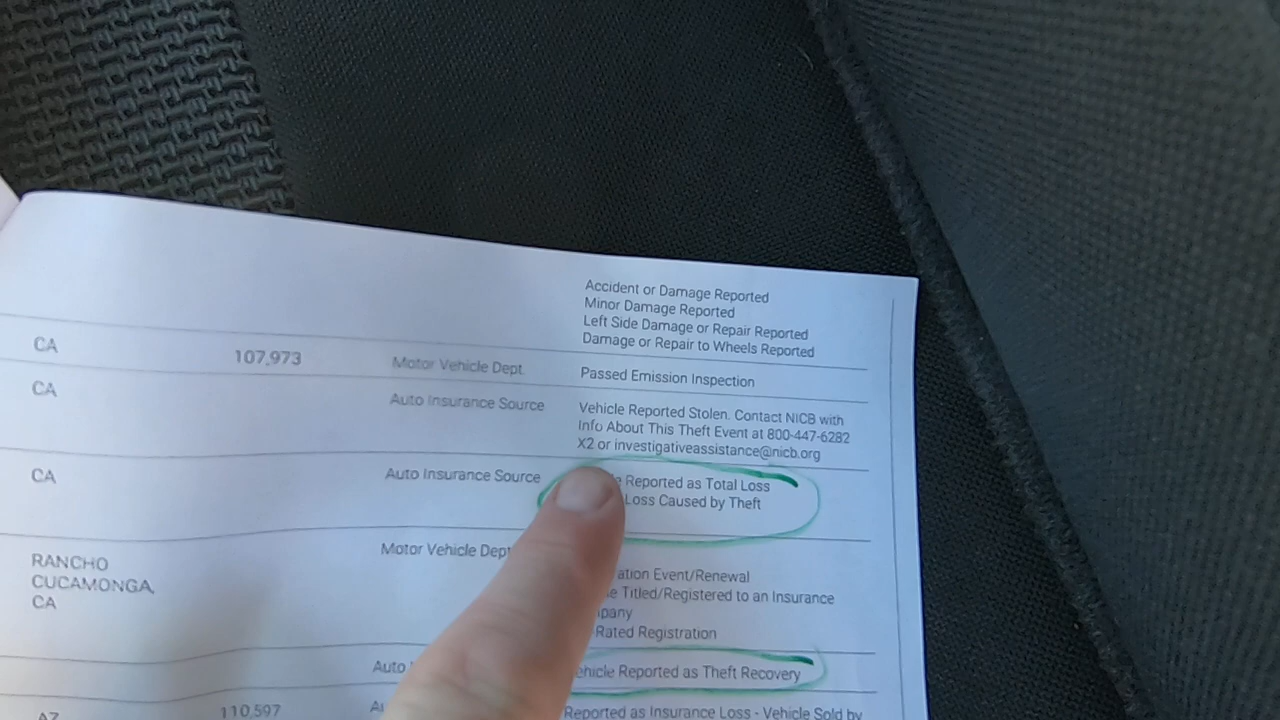 Accident or Damage Reported
Minor Damage Reported
Left Side Damage or Repair Reported
Damage or Repair to Wheels Reported
CA 107,973 Motor Vehicle Dept. Passed Emission Inspection
CA Auto Insurance Source Vehicle Reported Stolen. Contact NICB with
Info About This Theft Event at 800-447-6282
X2 or investigativeassistance@nicb.org
CA Auto Insurance Source Reported as Total Loss
Loss Caused by Theft
RANCHO Motor Vehicle Dept
CUCAMONGA,
CA
Event/Renewal
Titled/Registered to an Insurance
Rated Registration
Auto Reported as Theft Recovery
AZ 110,597 Reported as Insurance Loss - Vehicle Sold by